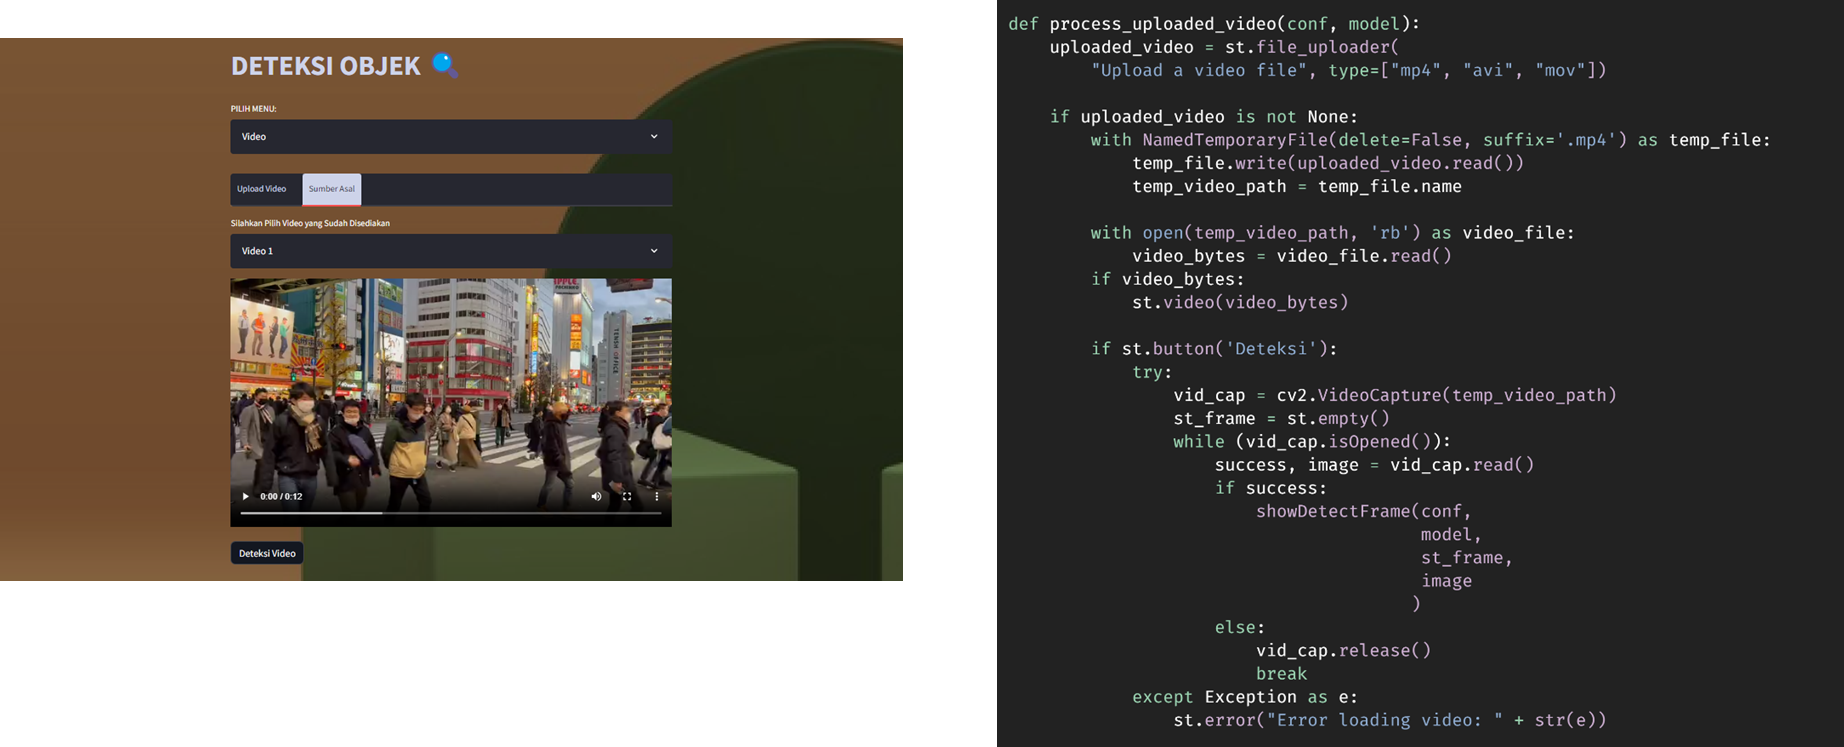 DETEKSI OBJEK
PILIH MENU:
Video
Upload Video
Sumber Asal
Silahkan Pilih Video yang Sudah Disediakan
Video 1
0:00 / 0:12
Deteksi Video
def process_uploaded_video(conf, model):
    uploaded_video = st.file_uploader(
        "Upload a video file", type=["mp4", "avi", "mov"])
    if uploaded_video is not None:
        with NamedTemporaryFile(delete=False, suffix='.mp4') as temp_file:
            temp_file.write(uploaded_video.read())
            temp_video_path = temp_file.name
        with open(temp_video_path, 'rb') as video_file:
            video_bytes = video_file.read()
        if video_bytes:
            st.video(video_bytes)
        if st.button('Deteksi'):
            try:
                vid_cap = cv2.VideoCapture(temp_video_path)
                st_frame = st.empty()
                while (vid_cap.isOpened()):
                    success, image = vid_cap.read()
                    if success:
                        showDetectFrame(conf,
                                        model,
                                        st_frame,
                                        image
                                        )
                    else:
                        vid_cap.release()
                        break
            except Exception as e:
                st.error("Error loading video: " + str(e))